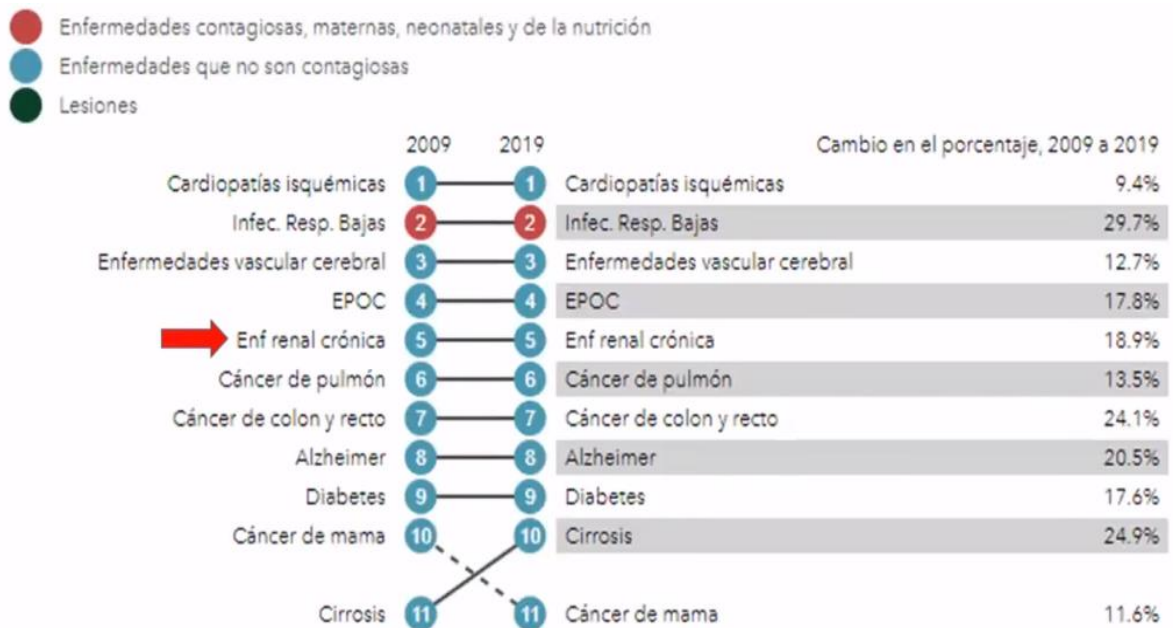 Enfermedades contagiosas, maternas, neonatales y de la nutrición
Enfermedades que no son contagiosas
Lesiones
2009 2019 Cambio en el porcentaje, 2009 a 2019
Cardiopatías isquémicas 1 1 Cardiopatías isquémicas 9.4%
Infec. Resp. Bajas 2 2 Infec. Resp. Bajas 29.7%
Enfermedades vascular cerebral 3 3 Enfermedades vascular cerebral 12.7%
EPOC 4 4 EPOC 17.8%
Enf renal crónica 5 5 Enf renal crónica 18.9%
Cáncer de pulmón 6 6 Cáncer de pulmón 13.5%
Cáncer de colon y recto 7 7 Cáncer de colon y recto 24.1%
Alzheimer 8 8 Alzheimer 20.5%
Diabetes 9 9 Diabetes 17.6%
Cáncer de mama 10 10 Cirrosis 24.9%
Cirrosis 11 11 Cáncer de mama 11.6%